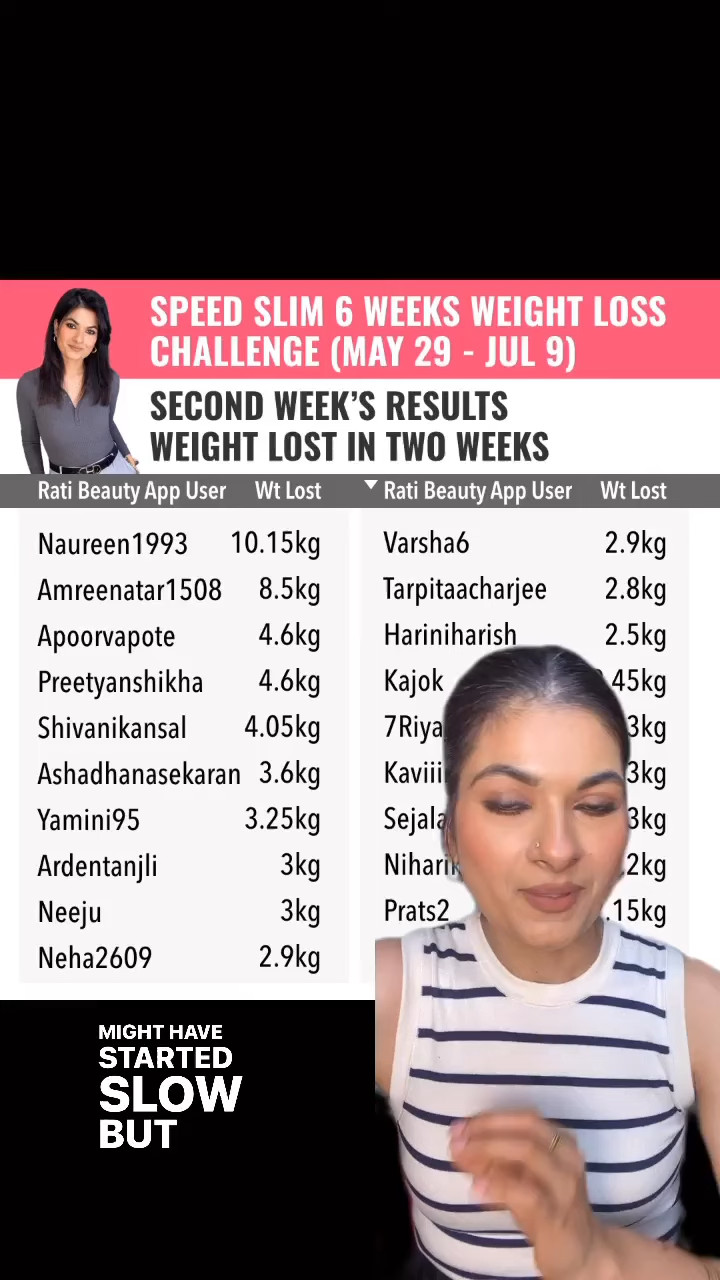 SPEED SLIM 6 WEEKS WEIGHT LOSS
CHALLENGE (MAY 29 - JUL 9)
SECOND WEEK'S RESULTS
WEIGHT LOST IN TWO WEEKS
Rati Beauty App User Wt Lost Rati Beauty App User Wt Lost
Naureen1993 10.15kg Varsha6 2.9kg
Amreenatar1508 8.5kg Tarpitaacharjee 2.8kg
Apoorvapote 4.6kg Hariniharish 2.5kg
Preetyanshikha 4.6kg Kajok
Shivanikansal 4.05kg
Ashadhanasekaran 3.6kg
Yamini95 3.25kg
Ardentanjli 3kg
Neeju 3kg Prats2
Neha2609 2.9kg
MIGHT HAVE
STARTED
SLOW
BUT